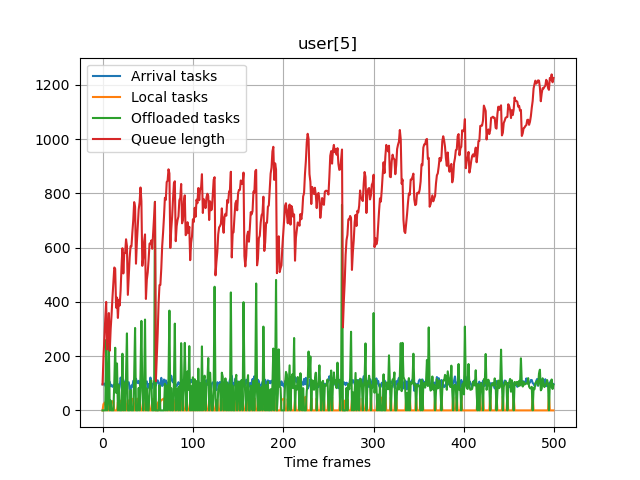 user[5]
Arrival tasks
Local tasks
Offloaded tasks
Queue length
1200
1000
800
600
400
200
0
0 100 200 300 400 500
Time frames